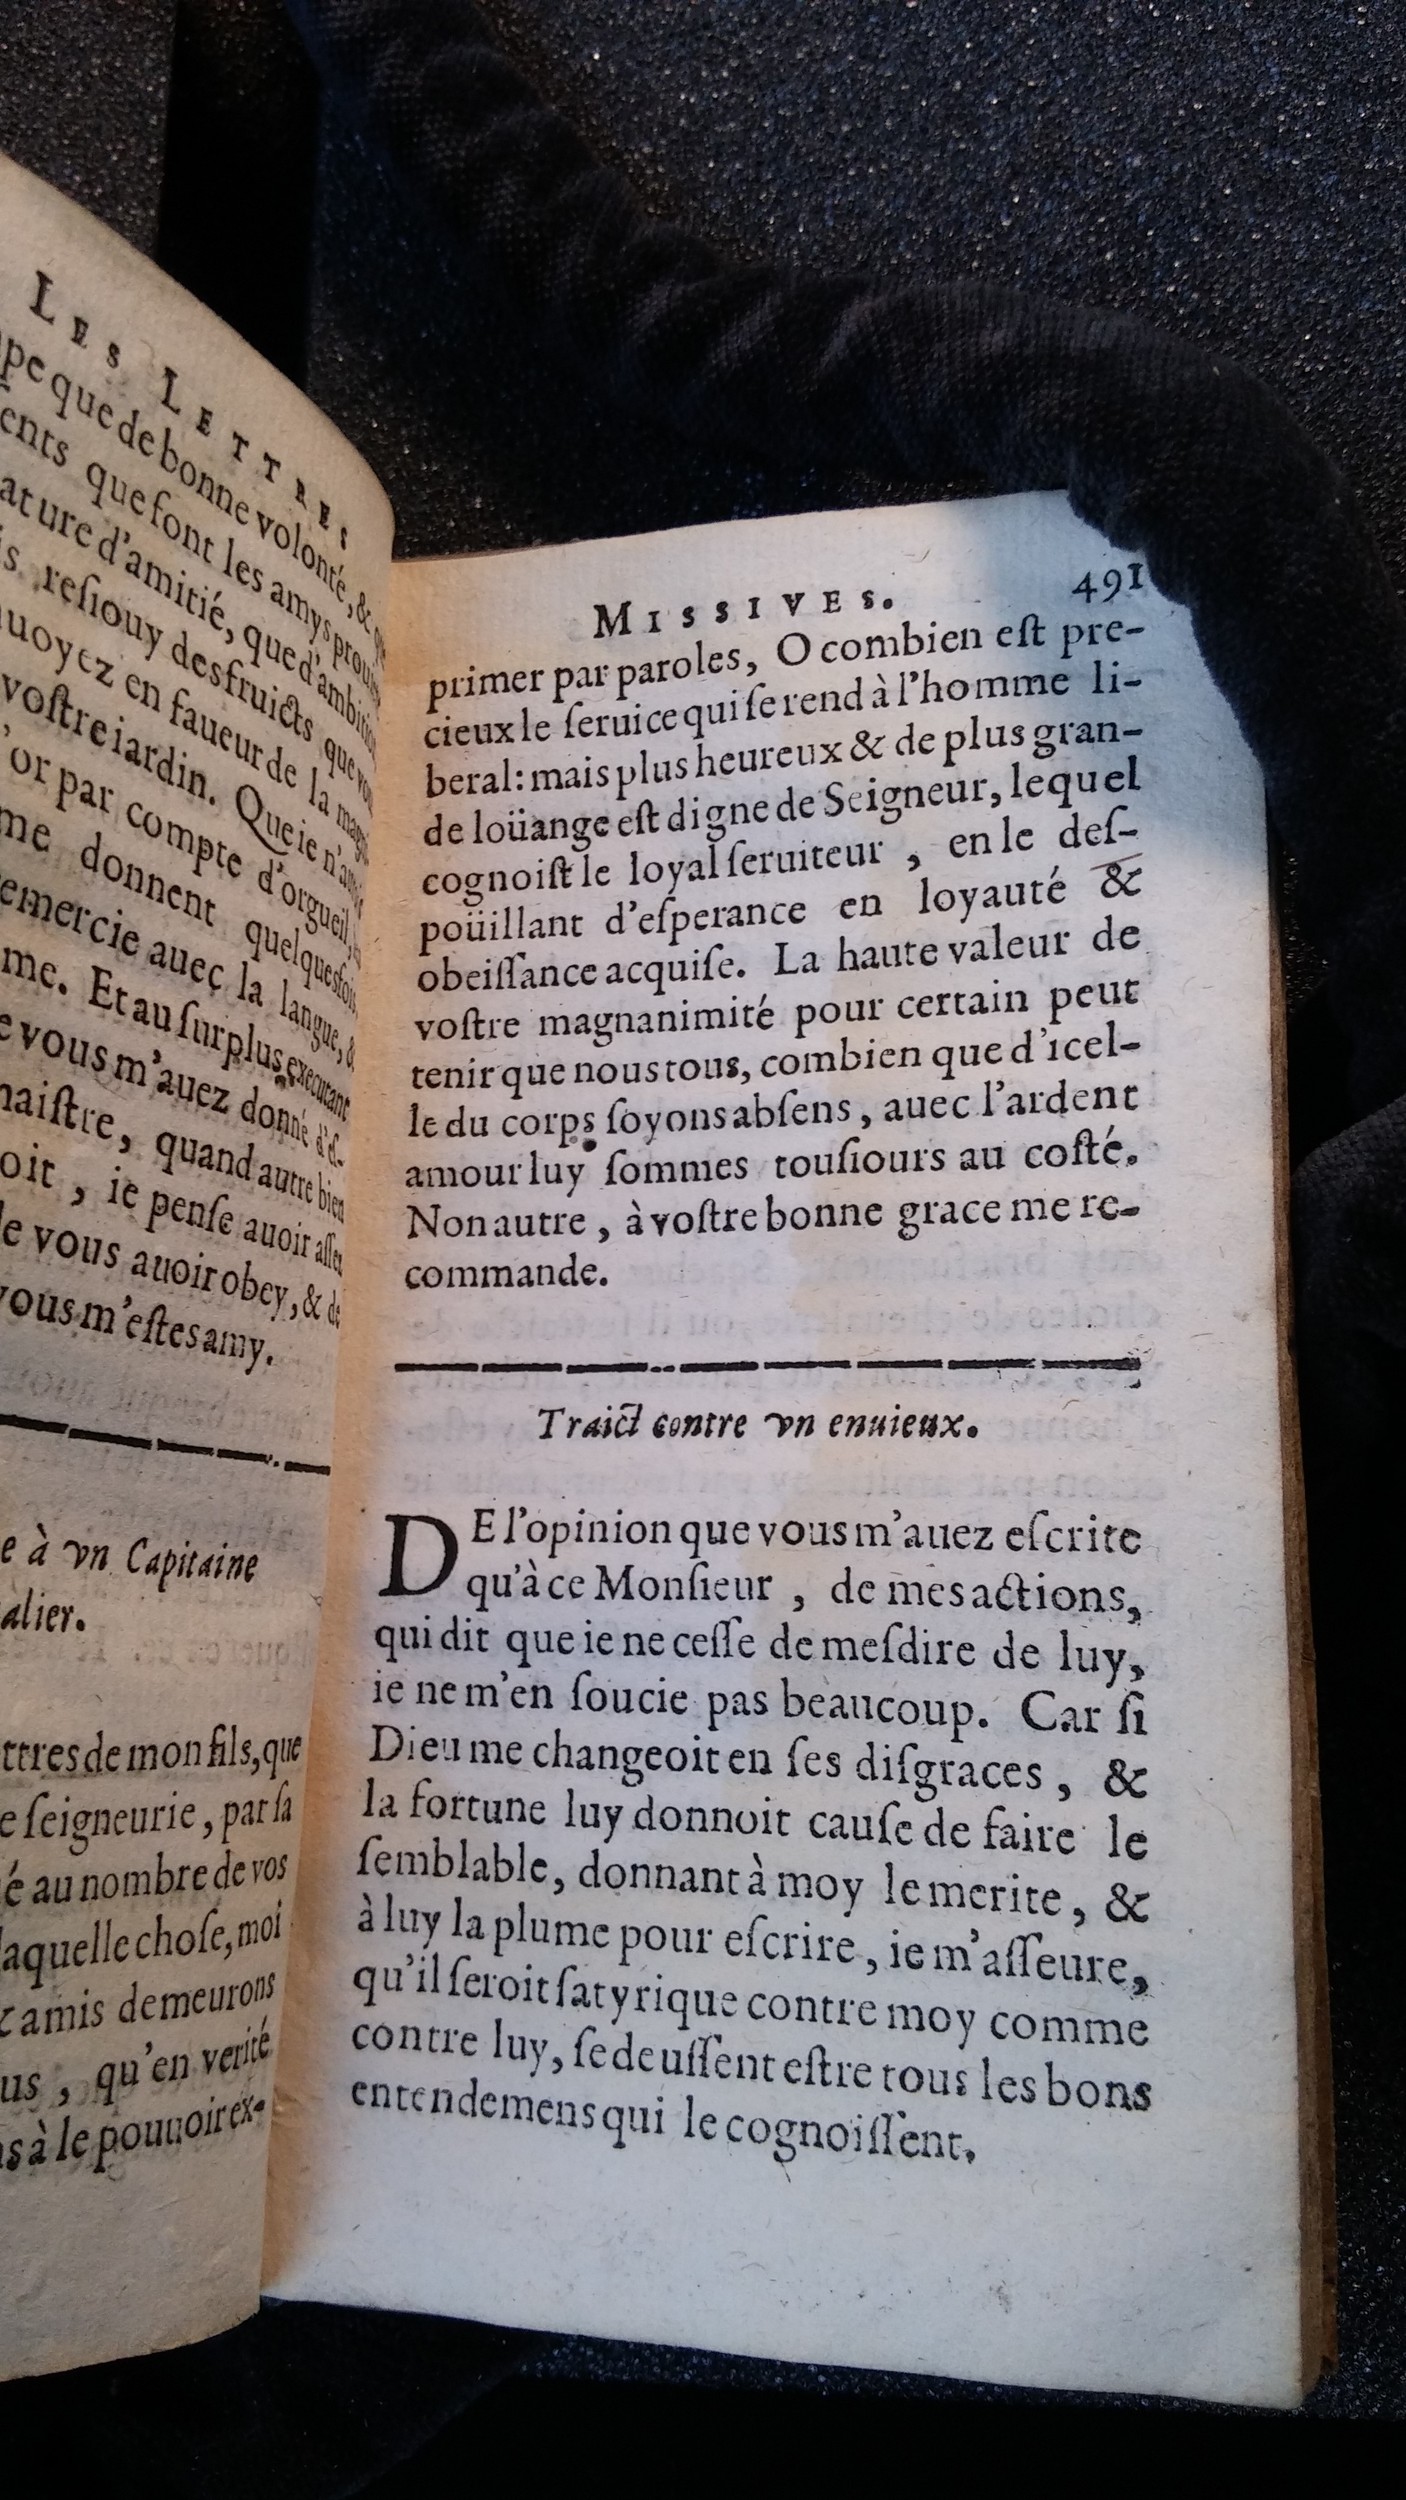 LES LETTRES
que de bonne volonté, &
ents que font les amys
ature d'amitié, que d'ambition
resiouy des fruicts que vous
uoyez en faueur de la
vostre iardin. Que ie n'
'or par compte d'orgueil,
me donnent quelquesfois
emercie auec la langue, &
me. Et au surplus executant
e vous m'auez donné d'es-
naistre, quand autre bien
oit, ie pense auoir assez
de vous auoir obey, & de
vous m'estes amy.
e à vn Capitaine
alier.
ttres de mon fils, que
e seigneurie, par sa
é au nombre de vos
laquelle chose, moi
x amis demeurons
us, qu'en verité
ns à le pouuoir ex-
MISSIVES. 491
primer par paroles, O combien eſt pre-
cieux le ſeruice qui ſe rend à l'homme li-
beral: mais plus heureux & de plus gran-
de loüange eſt digne de Seigneur, lequel
cognoiſt le loyal ſeruiteur, en le deſ-
poüillant d'eſperance en loyauté &
obeiſſance acquiſe. La haute valeur de
voſtre magnanimité pour certain peut
tenir que nous tous, combien que d'icel-
le du corps ſoyons abſens, auec l'ardent
amour luy ſommes touſiours au coſté.
Non autre, à voſtre bonne grace me re-
commande.
Traict contre vn enuieux.
DE l'opinion que vous m'auez eſcrite
qu'à ce Monſieur, de mes actions,
qui dit que ie ne ceſſe de meſdire de luy,
ie ne m'en ſoucie pas beaucoup. Car ſi
Dieu me changeoit en ſes diſgraces, &
la fortune luy donnoit cauſe de faire le
ſemblable, donnant à moy le merite, &
à luy la plume pour eſcrire, ie m'aſſeure,
qu'il ſeroit ſatyrique contre moy comme
contre luy, ſe deuſſent eſtre tous les bons
entendemens qui le cognoiſſent.